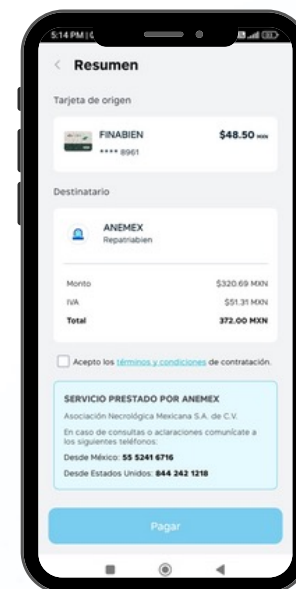 5:14 PM
Resumen
Tarjeta de origen
FINABIEN $48.50 MXN
**** 8961
Destinatario
ANEMEX
Repatriabien
Monto $320.69 MXN
IVA $51.31 MXN
Total 372.00 MXN
Acepto los términos y condiciones de contratación.
SERVICIO PRESTADO POR ANEMEX
Asociación Necrológica Mexicana S.A. de C.V.
En caso de consultas o aclaraciones comunícate a
los siguientes teléfonos:
Desde México: 55 5241 6716
Desde Estados Unidos: 844 242 1218
Pagar